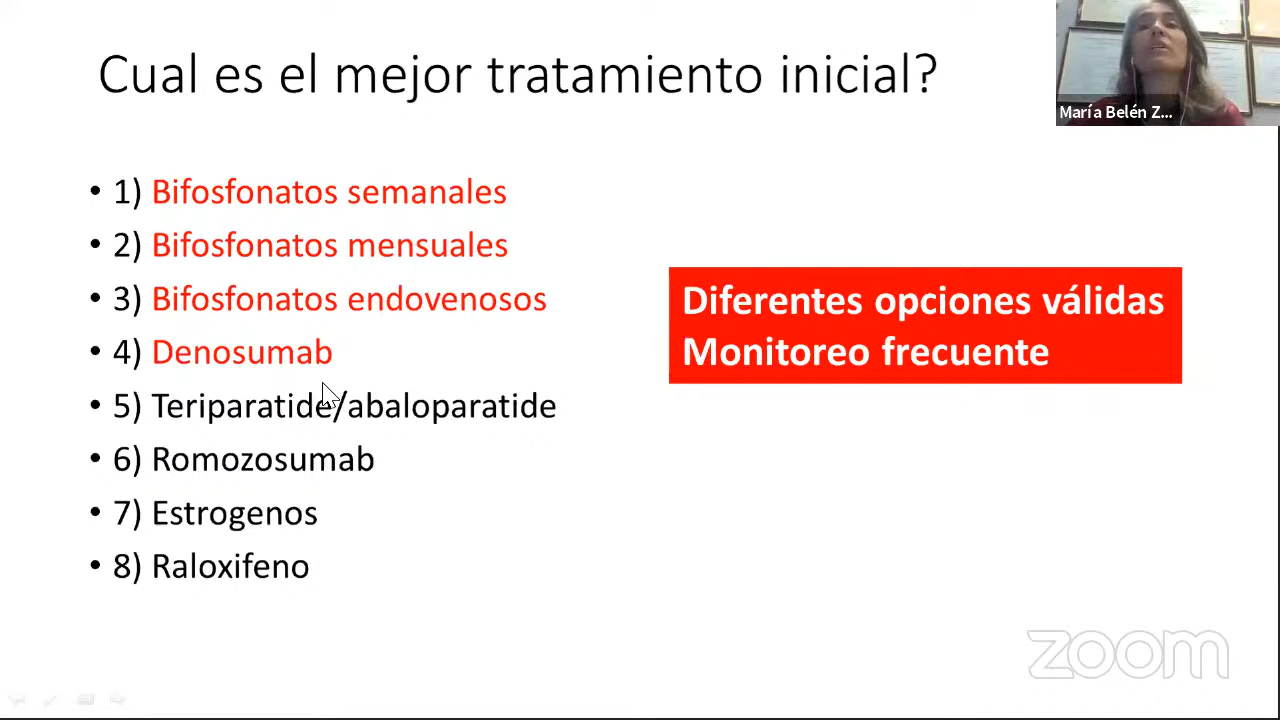 Cual es el mejor tratamiento inicial?
María Belén Z...
• 1) Bifosfonatos semanales
• 2) Bifosfonatos mensuales
• 3) Bifosfonatos endovenosos
• 4) Denosumab
• 5) Teriparatide/abaloparatide
• 6) Romozosumab
• 7) Estrogenos
• 8) Raloxifeno
Diferentes opciones válidas
Monitoreo frecuente
zoom